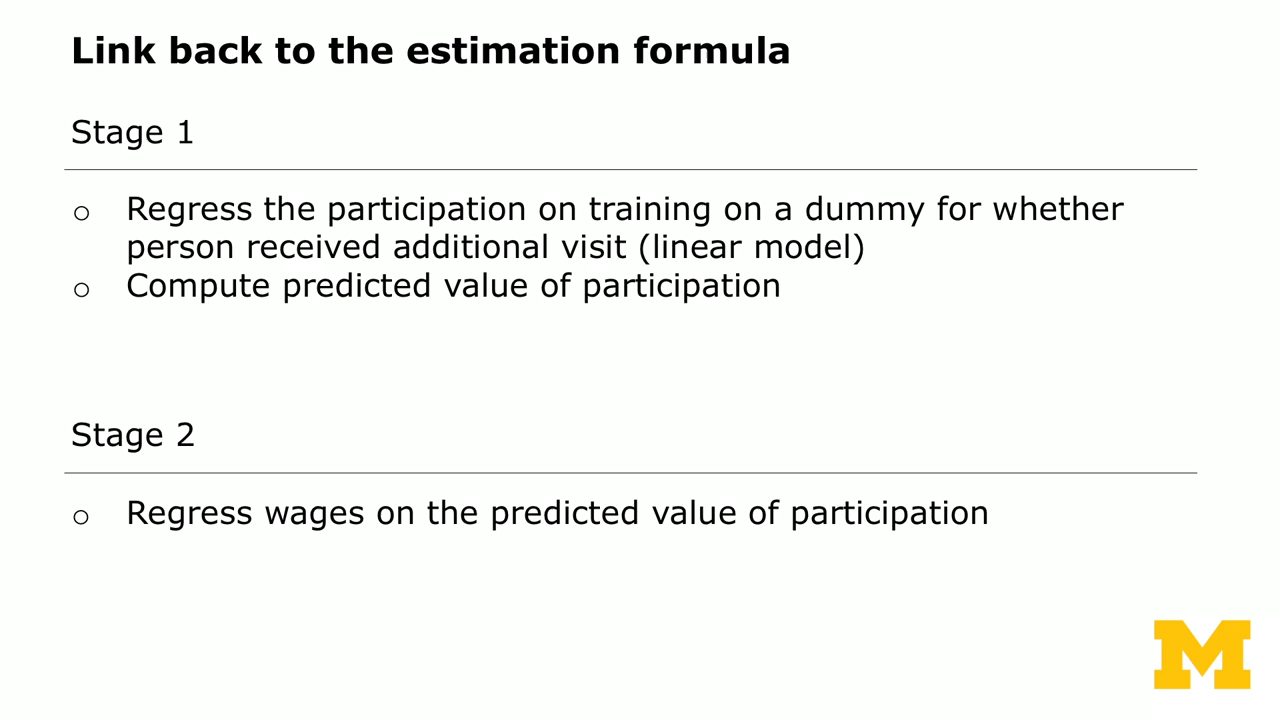 Link back to the estimation formula
Stage 1
o Regress the participation on training on a dummy for whether
person received additional visit (linear model)
o Compute predicted value of participation
Stage 2
o Regress wages on the predicted value of participation
M